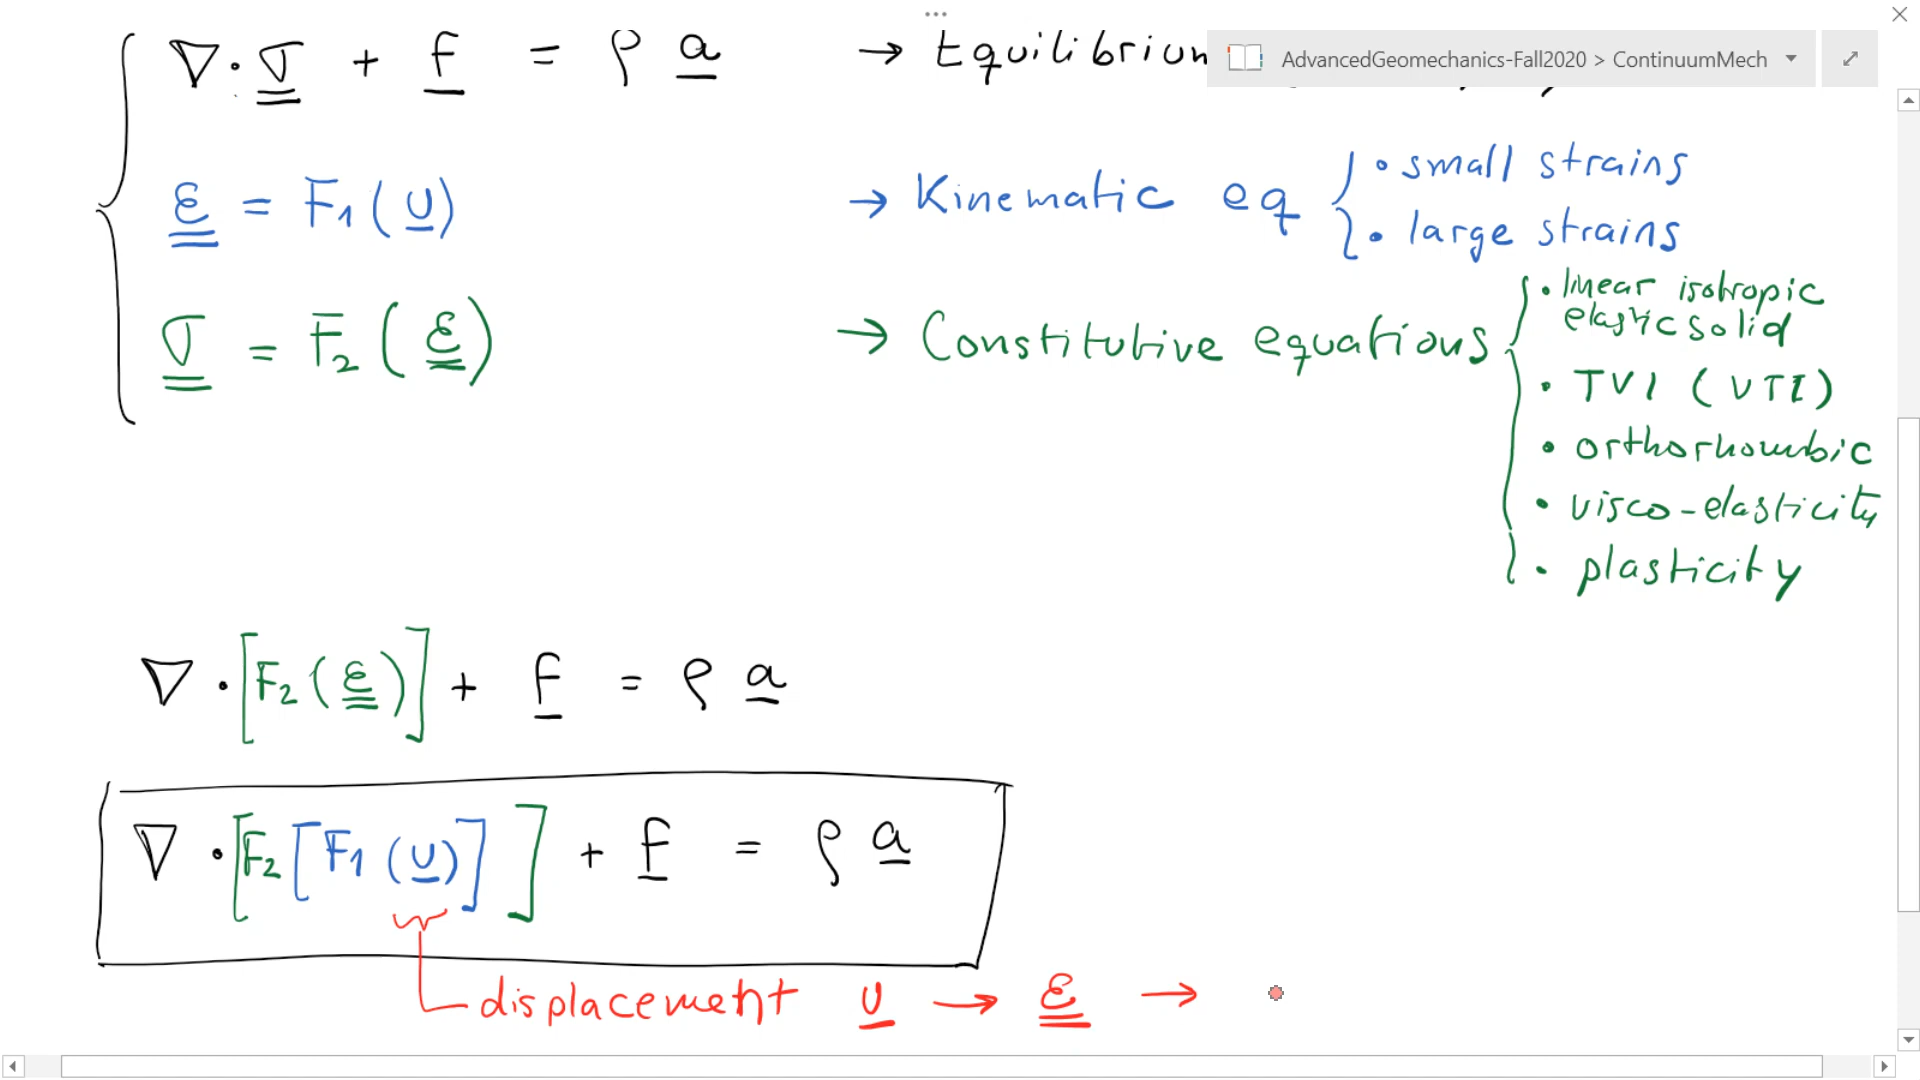 ∇·σ + f = ρ a → Equilibrium
AdvancedGeomechanics-Fall2020 > ContinuumMech
ε = F₁(u) → Kinematic eq { • small strains
• large strains
σ = F₂(ε) → Constitutive equations { • linear isotropic
elastic solid
• TVI (VTI)
• orthorhombic
• visco-elasticity
• plasticity
∇·[F₂(ε)] + f = ρ a
∇·[F₂[F₁(u)]] + f = ρ a
displacement u → ε →